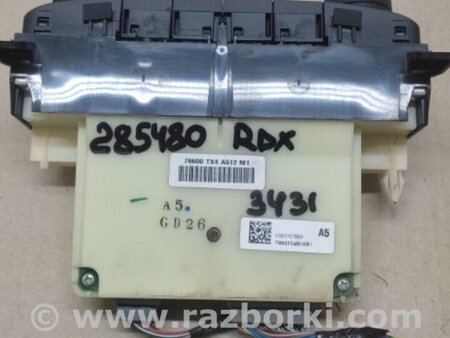 285480 RDX
79600 TX4 A512 M1
3431
A5.
GD26
A5
www.razborki.com